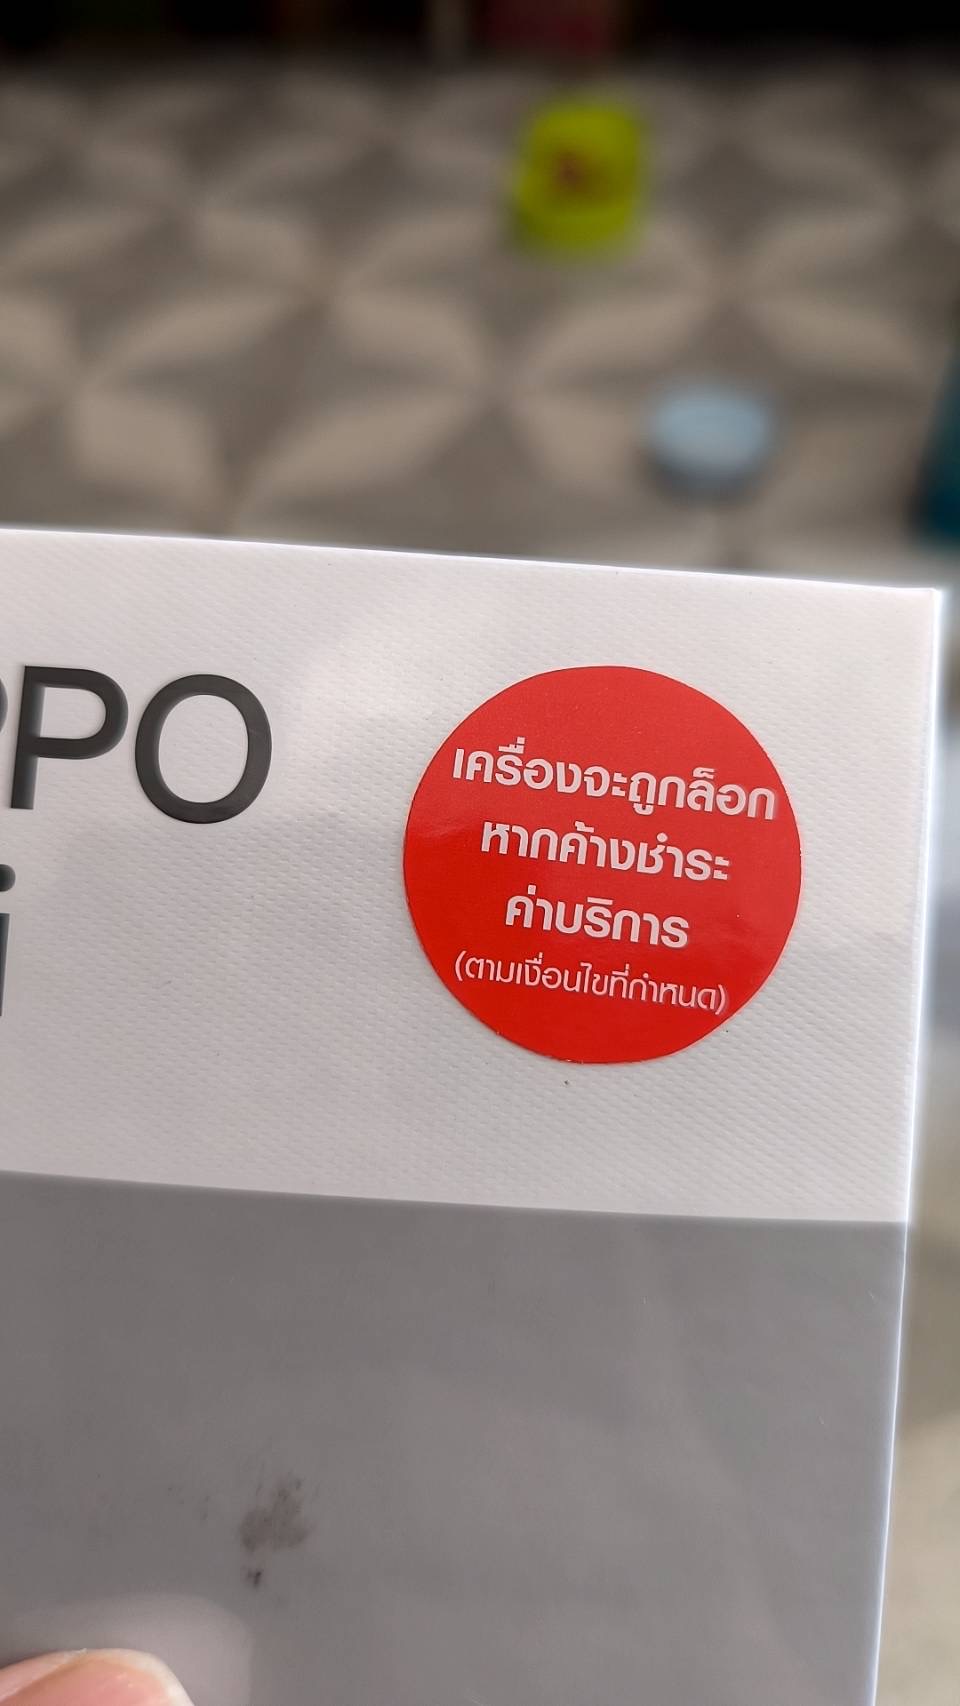 PPO
i
เครื่องจะถูกล็อก
หากค้างชำระ
ค่าบริการ
(ตามเงื่อนไขที่กำหนด)